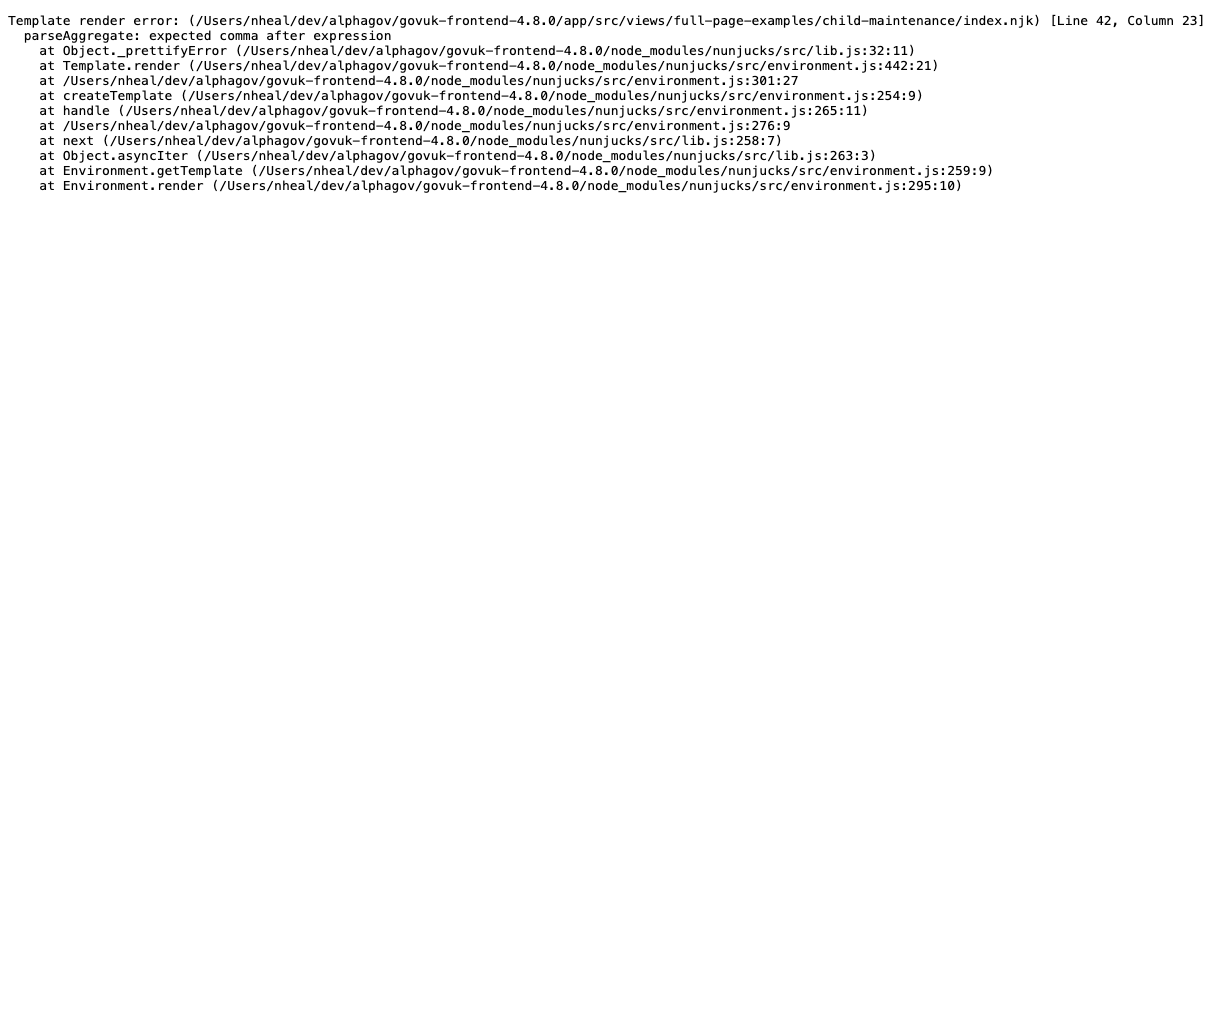 Template render error: (/Users/nheal/dev/alphagov/govuk-frontend-4.8.0/app/src/views/full-page-examples/child-maintenance/index.njk) [Line 42, Column 23]
parseAggregate: expected comma after expression
at Object._prettifyError (/Users/nheal/dev/alphagov/govuk-frontend-4.8.0/node_modules/nunjucks/src/lib.js:32:11)
at Template.render (/Users/nheal/dev/alphagov/govuk-frontend-4.8.0/node_modules/nunjucks/src/environment.js:442:21)
at /Users/nheal/dev/alphagov/govuk-frontend-4.8.0/node_modules/nunjucks/src/environment.js:301:27
at createTemplate (/Users/nheal/dev/alphagov/govuk-frontend-4.8.0/node_modules/nunjucks/src/environment.js:254:9)
at handle (/Users/nheal/dev/alphagov/govuk-frontend-4.8.0/node_modules/nunjucks/src/environment.js:265:11)
at /Users/nheal/dev/alphagov/govuk-frontend-4.8.0/node_modules/nunjucks/src/environment.js:276:9
at next (/Users/nheal/dev/alphagov/govuk-frontend-4.8.0/node_modules/nunjucks/src/lib.js:258:7)
at Object.asyncIter (/Users/nheal/dev/alphagov/govuk-frontend-4.8.0/node_modules/nunjucks/src/lib.js:263:3)
at Environment.getTemplate (/Users/nheal/dev/alphagov/govuk-frontend-4.8.0/node_modules/nunjucks/src/environment.js:259:9)
at Environment.render (/Users/nheal/dev/alphagov/govuk-frontend-4.8.0/node_modules/nunjucks/src/environment.js:295:10)